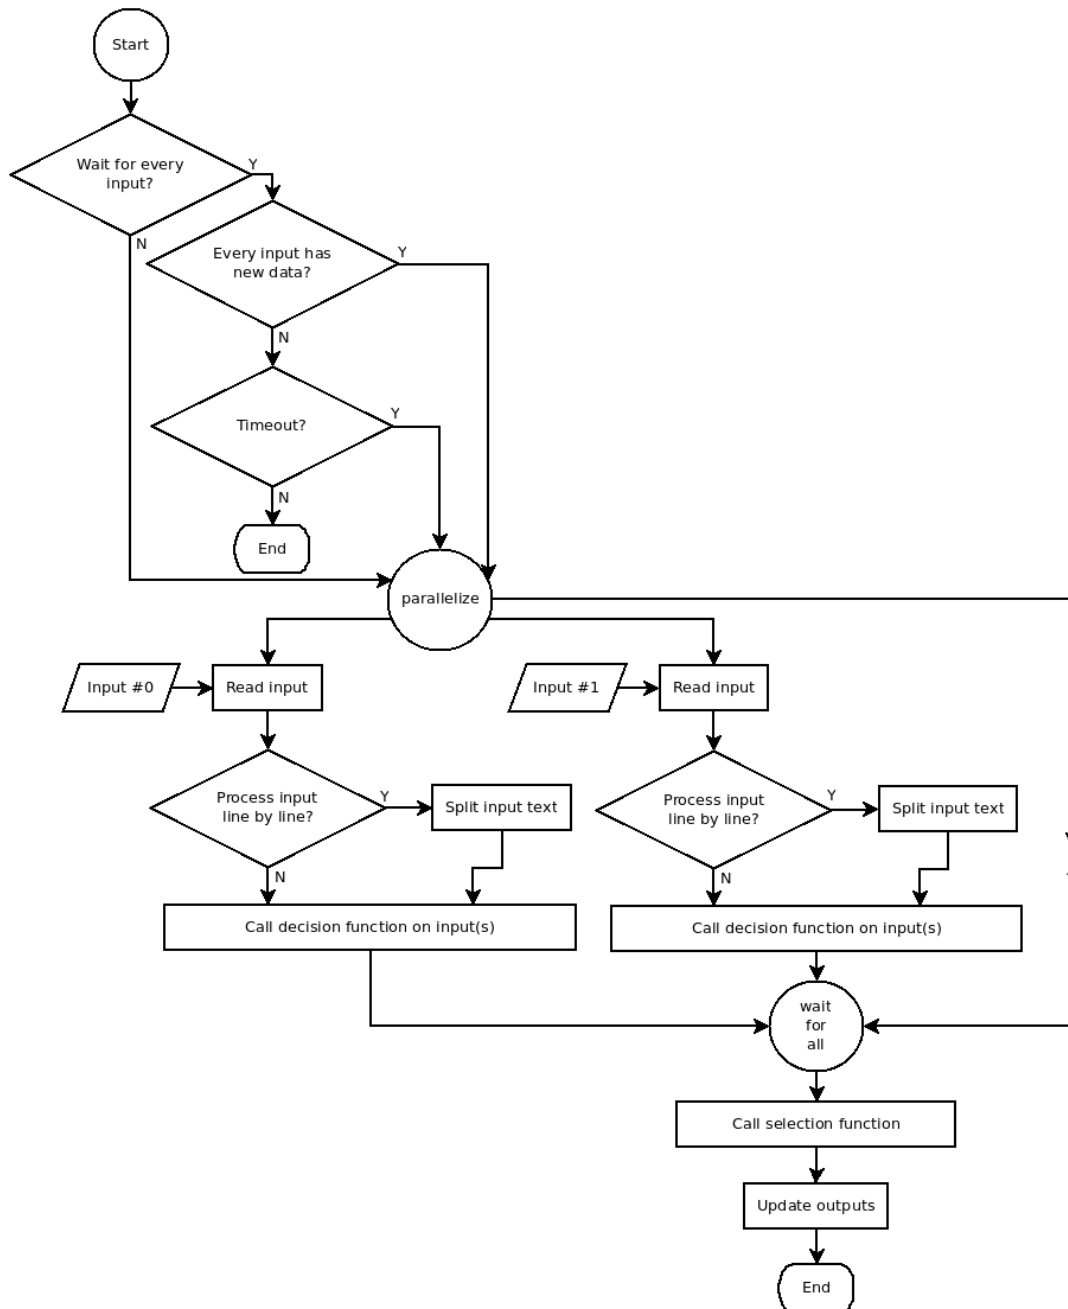 Start
Wait for every
input?
Y
N
Every input has
new data?
Y
N
Timeout?
Y
N
End
parallelize
Input #0
Read input
Input #1
Read input
Process input
line by line?
Y
Split input text
N
Process input
line by line?
Y
Split input text
N
Call decision function on input(s)
Call decision function on input(s)
wait
for
all
Call selection function
Update outputs
End